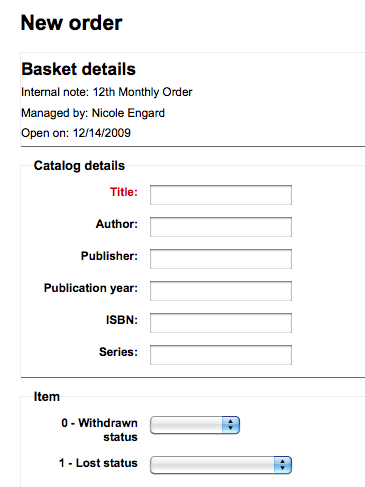 New order
Basket details
Internal note: 12th Monthly Order
Managed by: Nicole Engard
Open on: 12/14/2009
Catalog details
Title:
Author:
Publisher:
Publication year:
ISBN:
Series:
Item
0 - Withdrawn
status
1 - Lost status